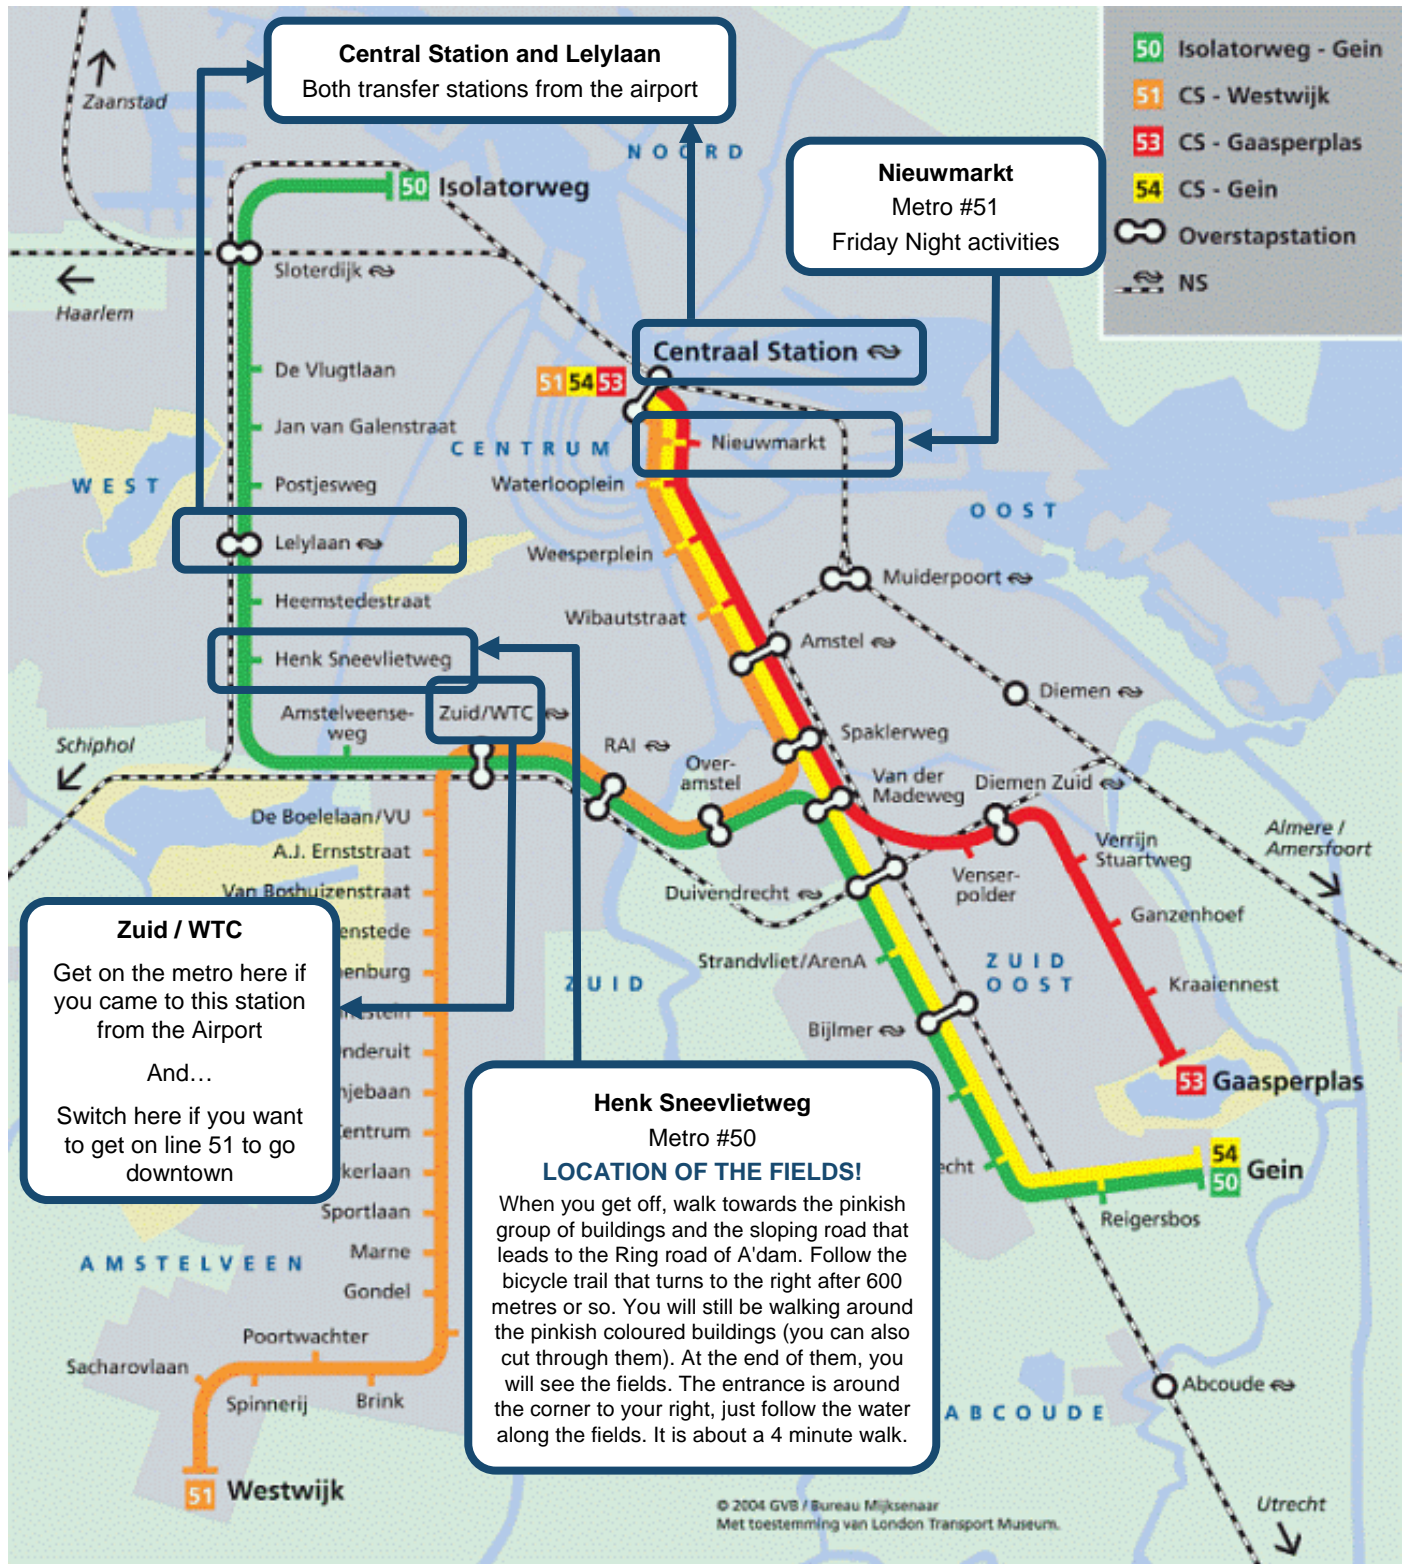 Central Station and Lelylaan
Both transfer stations from the airport
50 Isolatorweg - Gein
51 CS - Westwijk
53 CS - Gaasperplas
54 CS - Gein
Overstapstation
NS
Zaanstad
NOORD
Nieuwmarkt
Metro #51
Friday Night activities
50 Isolatorweg
Sloterdijk
Haarlem
Centraal Station
51 54 53
De Vlugtlaan
Jan van Galenstraat
CENTRUM
Nieuwmarkt
WEST
Postjesweg
Waterlooplein
OOST
Lelylaan
Weesperplein
Muiderpoort
Heemstedestraat
Wibautstraat
Amstel
Henk Sneevlietweg
Diemen
Amstelveense-
weg
Zuid/WTC
Schiphol
RAI
Spaklerweg
Over-
amstel
Van der
Madeweg
Diemen Zuid
De Boelelaan/VU
A.J. Ernststraat
Verrijn
Stuartweg
Almere /
Amersfoort
Van Boshuizenstraat
Duivendrecht
Venser-
polder
Ganzenhoef
Zuid / WTC
Get on the metro here if
you came to this station
from the Airport
And…
Switch here if you want
to get on line 51 to go
downtown
enstede
enburg
nderuit
njebaan
Centrum
kerlaan
Sportlaan
Marne
Gondel
ZUID
Strandvliet/ArenA
ZUID
OOST
Kraaiennest
Bijlmer
53 Gaasperplas
Henk Sneevlietweg
Metro #50
LOCATION OF THE FIELDS!
When you get off, walk towards the pinkish
group of buildings and the sloping road that
leads to the Ring road of A'dam. Follow the
bicycle trail that turns to the right after 600
metres or so. You will still be walking around
the pinkish coloured buildings (you can also
cut through them). At the end of them, you
will see the fields. The entrance is around
the corner to your right, just follow the water
along the fields. It is about a 4 minute walk.
echt
54
50
Gein
Reigersbos
AMSTELVEEN
Poortwachter
Sacharovlaan
Spinnerij
Brink
Abcoude
ABCOUDE
51 Westwijk
© 2004 GVB / Bureau Mijksenaar
Met toestemming van London Transport Museum.
Utrecht